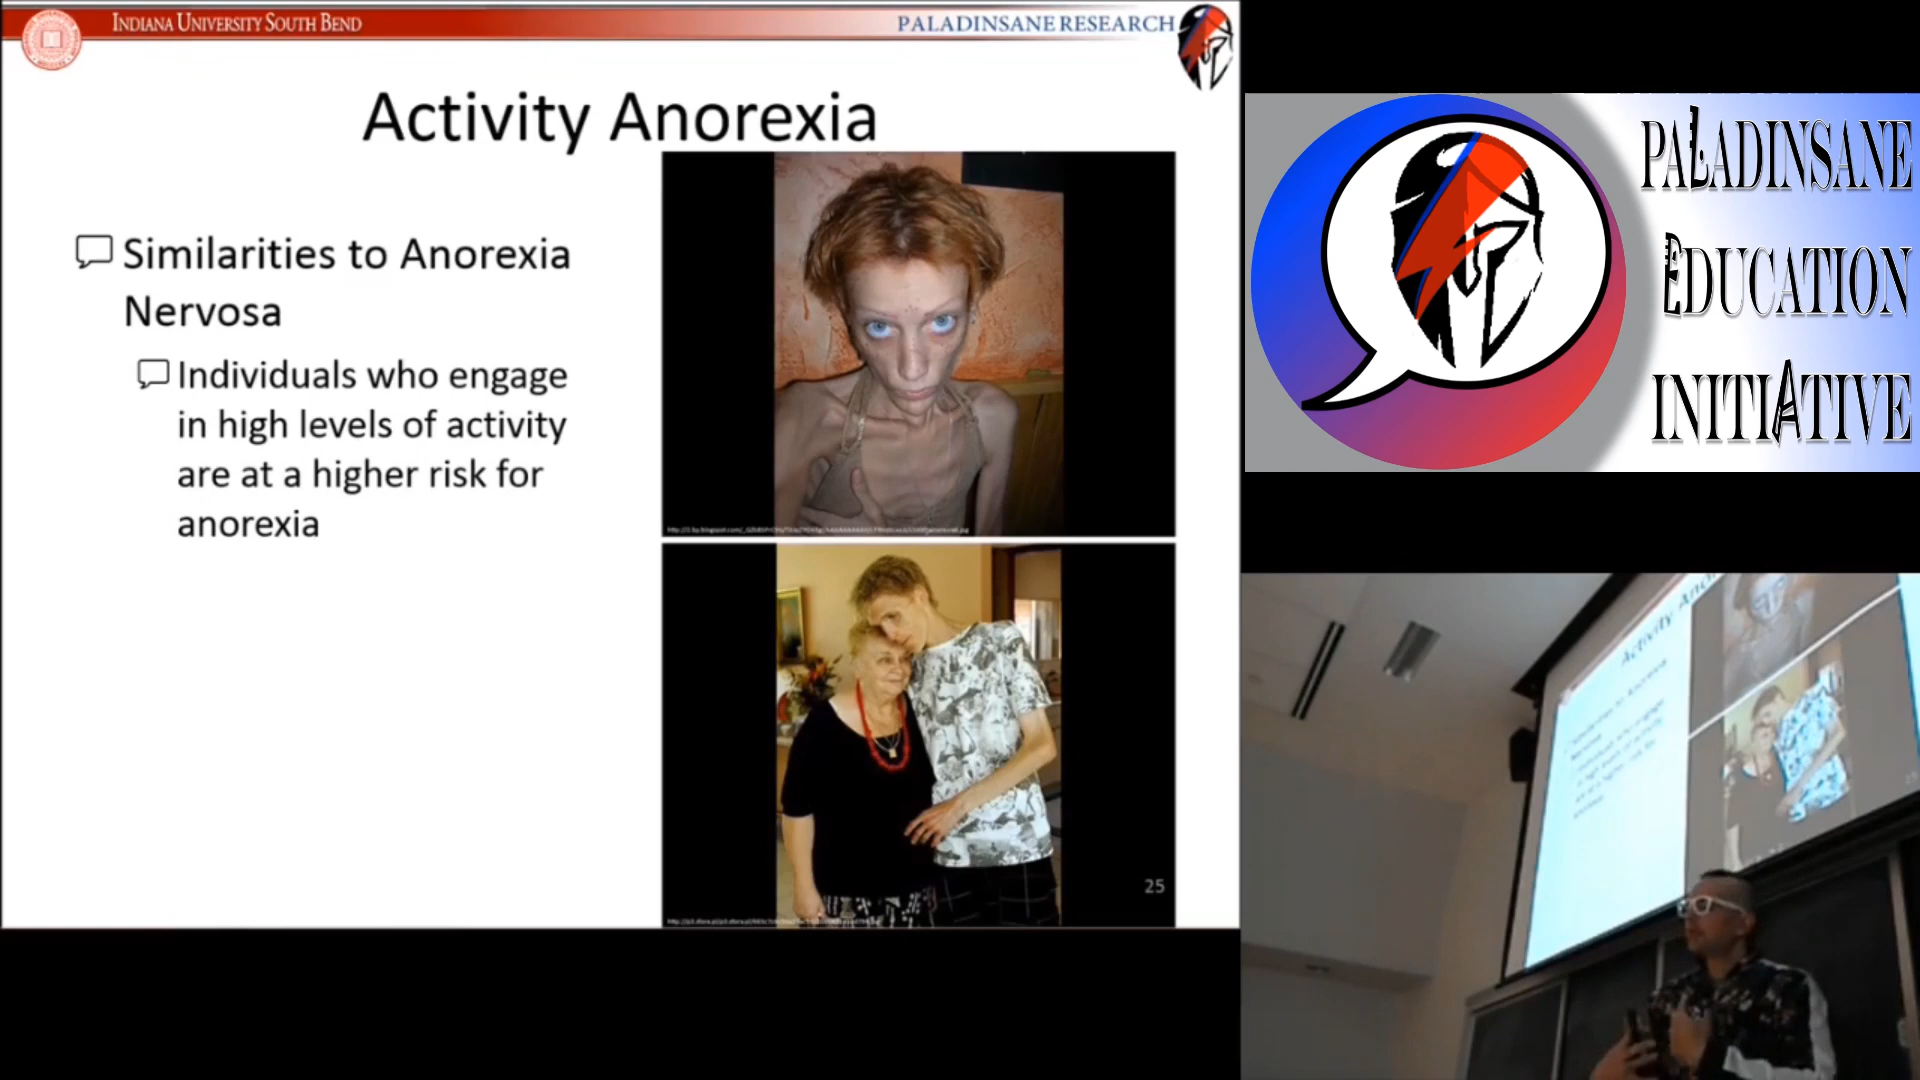 INDIANA UNIVERSITY SOUTH BEND
PALADINSANE RESEARCH
Activity Anorexia
Similarities to Anorexia
Nervosa
Individuals who engage
in high levels of activity
are at a higher risk for
anorexia
25
PALADINSANE
EDUCATION
INITIATIVE